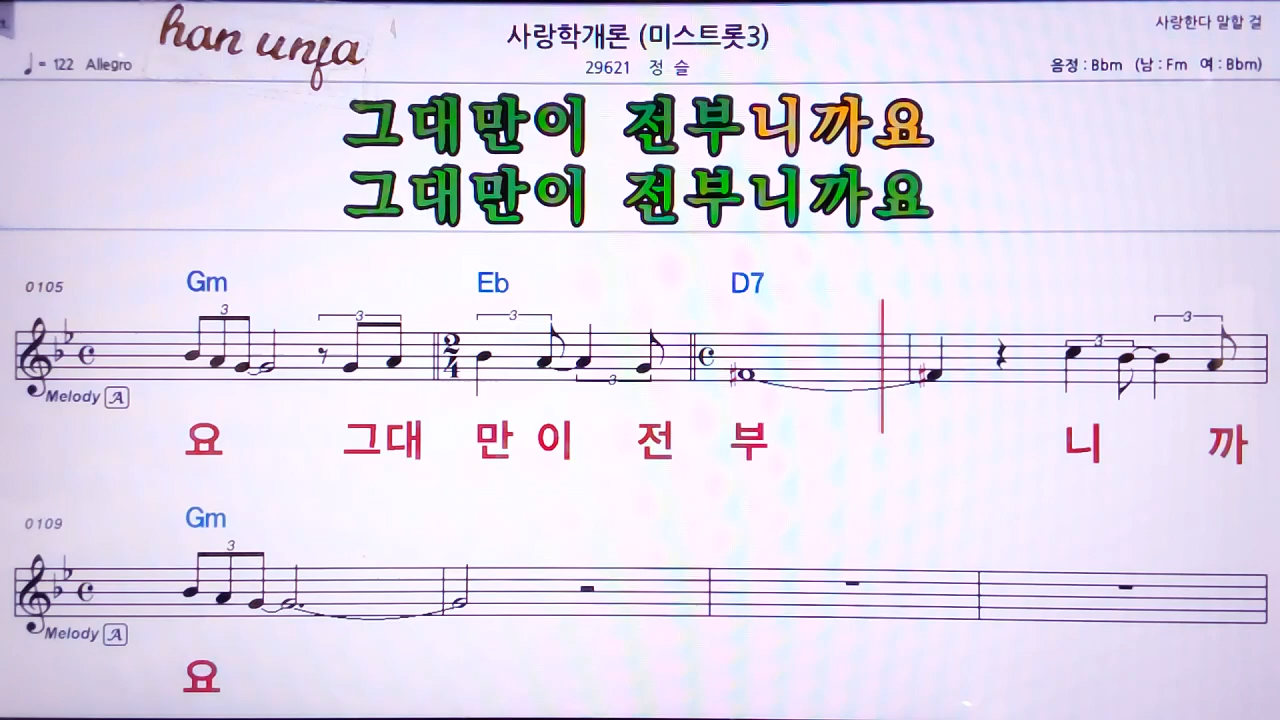 han unfa
사랑학개론 (미스트롯3)
사랑한다 말할 걸
♩= 122 Allegro
29621 정 슬
음정 : Bbm (남 : Fm 여 : Bbm)
그대만이 전부니까요
그대만이 전부니까요
0105 Gm Eb D7
3 3 3 3 3 3
2
4
Melody A
요 그대 만 이 전 부 니 까
0109 Gm
3
Melody A
요